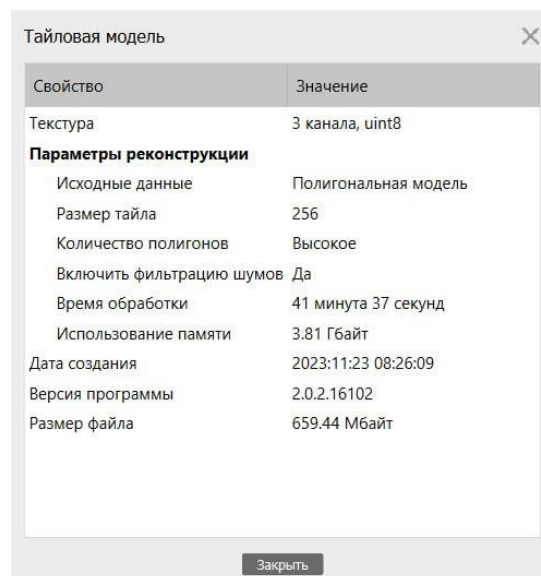 Тайловая модель
Свойство Значение
Текстура 3 канала, uint8
Параметры реконструкции
Исходные данные Полигональная модель
Размер тайла 256
Количество полигонов Высокое
Включить фильтрацию шумов Да
Время обработки 41 минута 37 секунд
Использование памяти 3.81 Гбайт
Дата создания 2023:11:23 08:26:09
Версия программы 2.0.2.16102
Размер файла 659.44 Мбайт
Закрыть